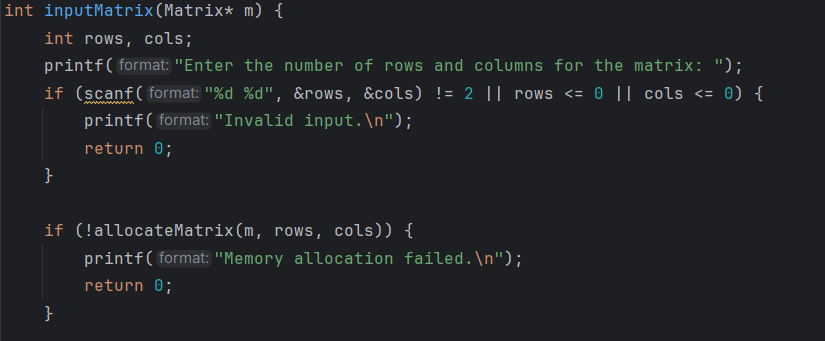 int inputMatrix(Matrix* m) {
    int rows, cols;
    printf(format:"Enter the number of rows and columns for the matrix: ");
    if (scanf(format:"%d %d", &rows, &cols) != 2 || rows <= 0 || cols <= 0) {
        printf(format:"Invalid input.\n");
        return 0;
    }
    if (!allocateMatrix(m, rows, cols)) {
        printf(format:"Memory allocation failed.\n");
        return 0;
    }